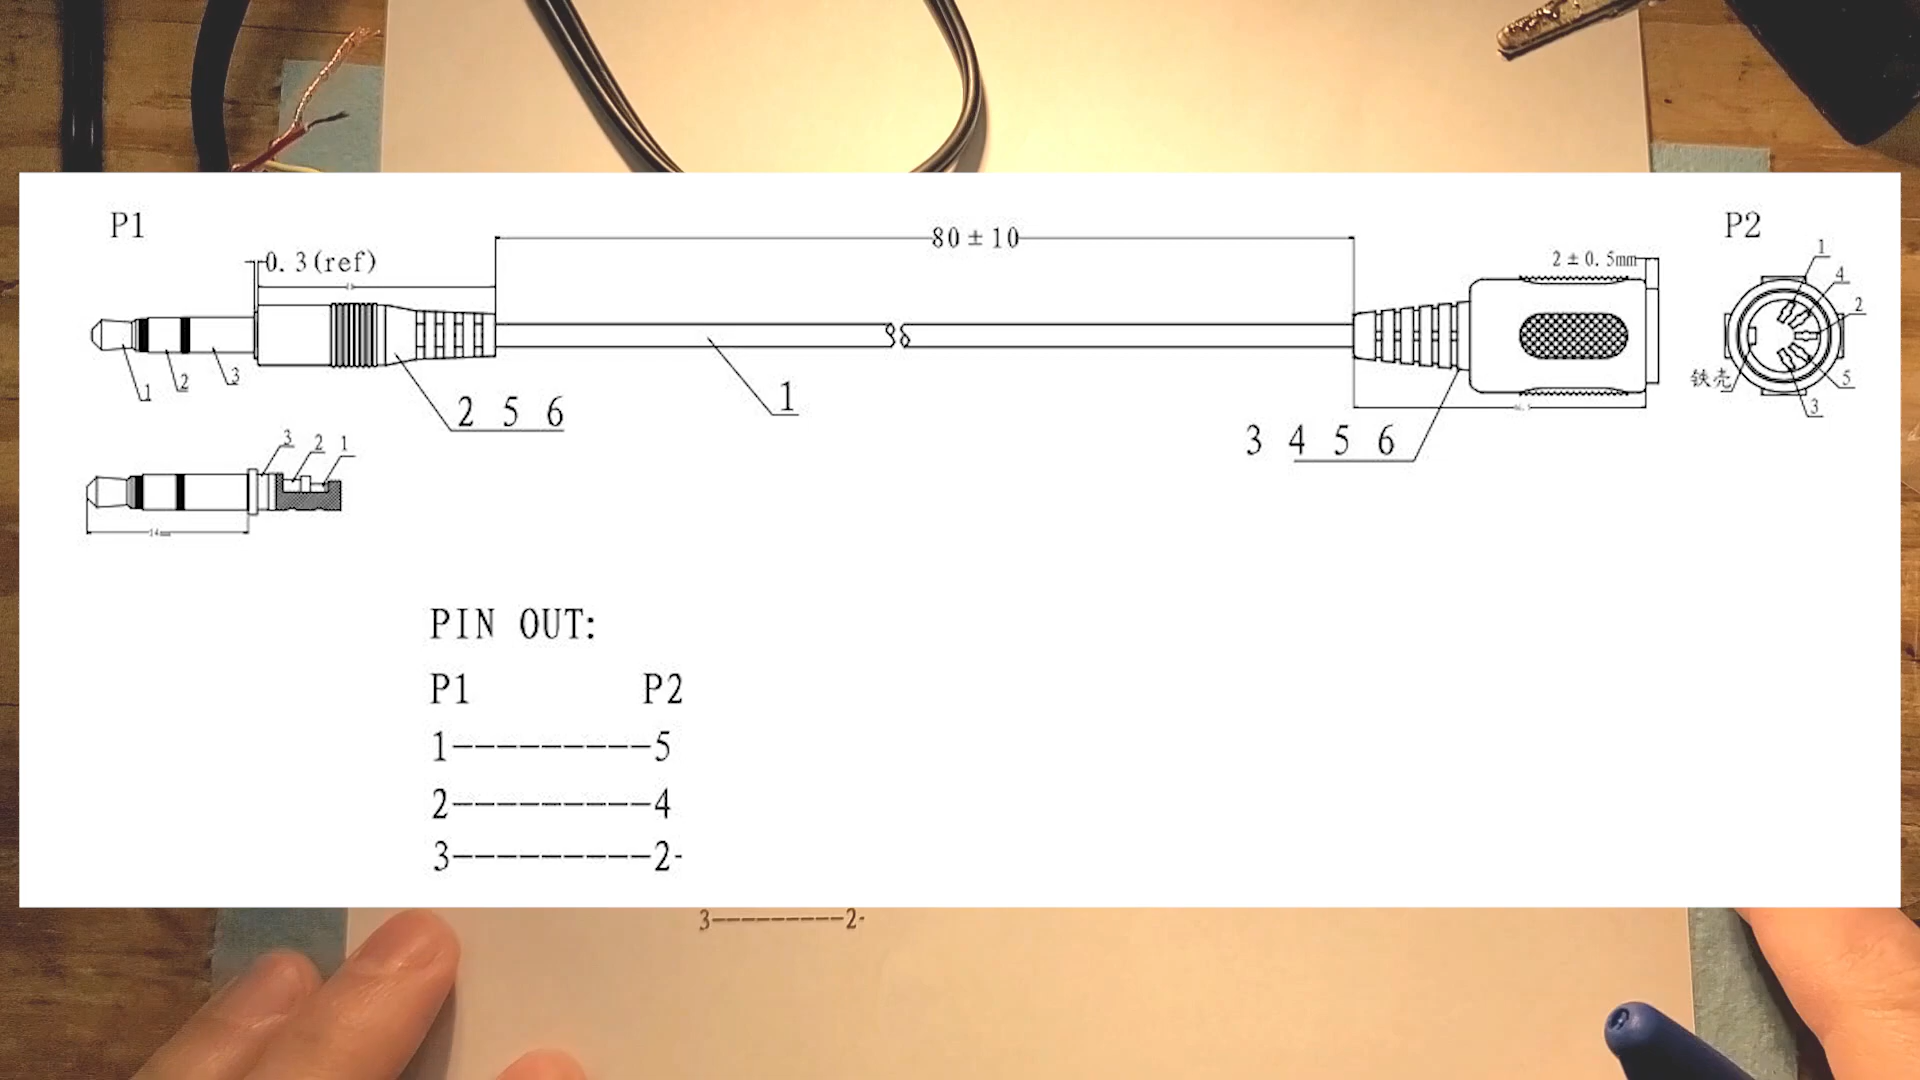 P1
P2
0.3(ref)
80±10
2±0.5mm
1
4
2
铁壳
5
3
1
2
3
2 5 6
1
3 4 5 6
3
2
1
14mm
PIN OUT:
P1 P2
1---------5
2---------4
3---------2-
3---------2-